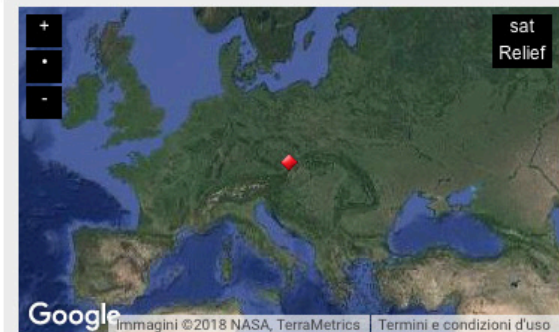 +
sat
•
Relief
-
Google
Immagini ©2018 NASA, TerraMetrics
Termini e condizioni d'uso